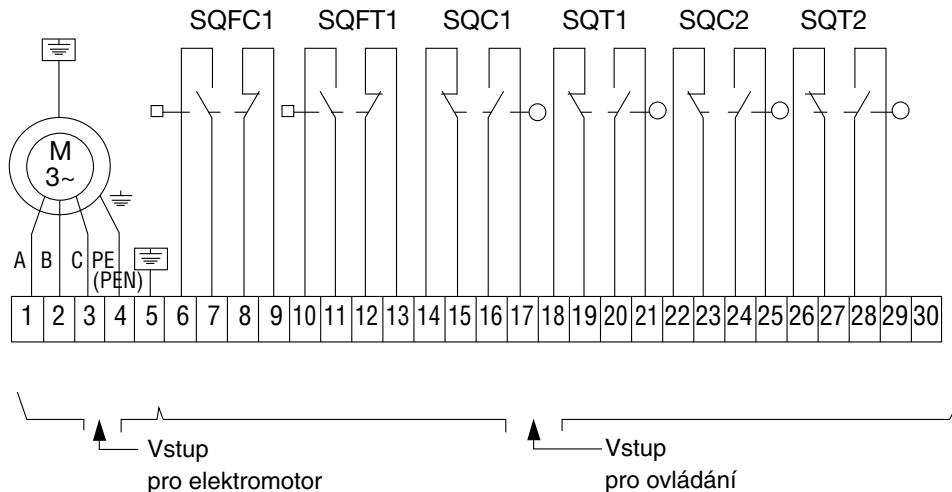 SQFC1 SQFT1 SQC1 SQT1 SQC2 SQT2
M
3~
A B C PE
(PEN)
1 2 3 4 5 6 7 8 9 10 11 12 13 14 15 16 17 18 19 20 21 22 23 24 25 26 27 28 29 30
Vstup
pro elektromotor
Vstup
pro ovládání